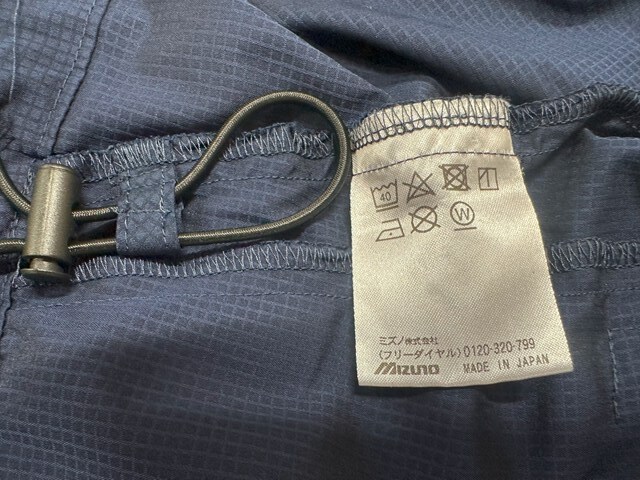 40
W
ミズノ株式会社
(フリーダイヤル) 0120-320-799
MIZUNO MADE IN JAPAN